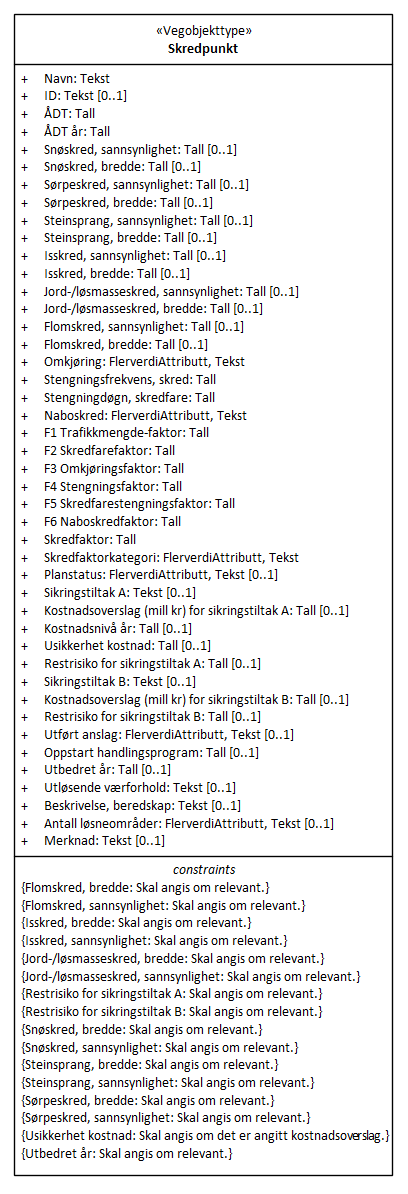 «Vegobjekttype»
Skredpunkt
+ Navn: Tekst
+ ID: Tekst [0..1]
+ ÅDT: Tall
+ ÅDT år: Tall
+ Snøskred, sannsynlighet: Tall [0..1]
+ Snøskred, bredde: Tall [0..1]
+ Sørpeskred, sannsynlighet: Tall [0..1]
+ Sørpeskred, bredde: Tall [0..1]
+ Steinsprang, sannsynlighet: Tall [0..1]
+ Steinsprang, bredde: Tall [0..1]
+ Isskred, sannsynlighet: Tall [0..1]
+ Isskred, bredde: Tall [0..1]
+ Jord-/løsmasseskred, sannsynlighet: Tall [0..1]
+ Jord-/løsmasseskred, bredde: Tall [0..1]
+ Flomskred, sannsynlighet: Tall [0..1]
+ Flomskred, bredde: Tall [0..1]
+ Omkjøring: FlerverdiAttributt, Tekst
+ Stengningsfrekvens, skred: Tall
+ Stengningdøgn, skredfare: Tall
+ Naboskred: FlerverdiAttributt, Tekst
+ F1 Trafikkmengde-faktor: Tall
+ F2 Skredfarefaktor: Tall
+ F3 Omkjøringsfaktor: Tall
+ F4 Stengningsfaktor: Tall
+ F5 Skredfarestengningsfaktor: Tall
+ F6 Naboskredfaktor: Tall
+ Skredfaktor: Tall
+ Skredfaktorkategori: FlerverdiAttributt, Tekst
+ Planstatus: FlerverdiAttributt, Tekst [0..1]
+ Sikringstiltak A: Tekst [0..1]
+ Kostnadsoverslag (mill kr) for sikringstiltak A: Tall [0..1]
+ Kostnadsnivå år: Tall [0..1]
+ Usikkerhet kostnad: Tall [0..1]
+ Restrisiko for sikringstiltak A: Tall [0..1]
+ Sikringstiltak B: Tekst [0..1]
+ Kostnadsoverslag (mill kr) for sikringstiltak B: Tall [0..1]
+ Restrisiko for sikringstiltak B: Tall [0..1]
+ Utført anslag: FlerverdiAttributt, Tekst [0..1]
+ Oppstart handlingsprogram: Tall [0..1]
+ Utbedret år: Tall [0..1]
+ Utløsende værforhold: Tekst [0..1]
+ Beskrivelse, beredskap: Tekst [0..1]
+ Antall løsneområder: FlerverdiAttributt, Tekst [0..1]
+ Merknad: Tekst [0..1]
constraints
{Flomskred, bredde: Skal angis om relevant.}
{Flomskred, sannsynlighet: Skal angis om relevant.}
{Isskred, bredde: Skal angis om relevant.}
{Isskred, sannsynlighet: Skal angis om relevant.}
{Jord-/løsmasseskred, bredde: Skal angis om relevant.}
{Jord-/løsmasseskred, sannsynlighet: Skal angis om relevant.}
{Restrisiko for sikringstiltak A: Skal angis om relevant.}
{Restrisiko for sikringstiltak B: Skal angis om relevant.}
{Snøskred, bredde: Skal angis om relevant.}
{Snøskred, sannsynlighet: Skal angis om relevant.}
{Steinsprang, bredde: Skal angis om relevant.}
{Steinsprang, sannsynlighet: Skal angis om relevant.}
{Sørpeskred, bredde: Skal angis om relevant.}
{Sørpeskred, sannsynlighet: Skal angis om relevant.}
{Usikkerhet kostnad: Skal angis om det er angitt kostnadsoverslag.}
{Utbedret år: Skal angis om relevant.}